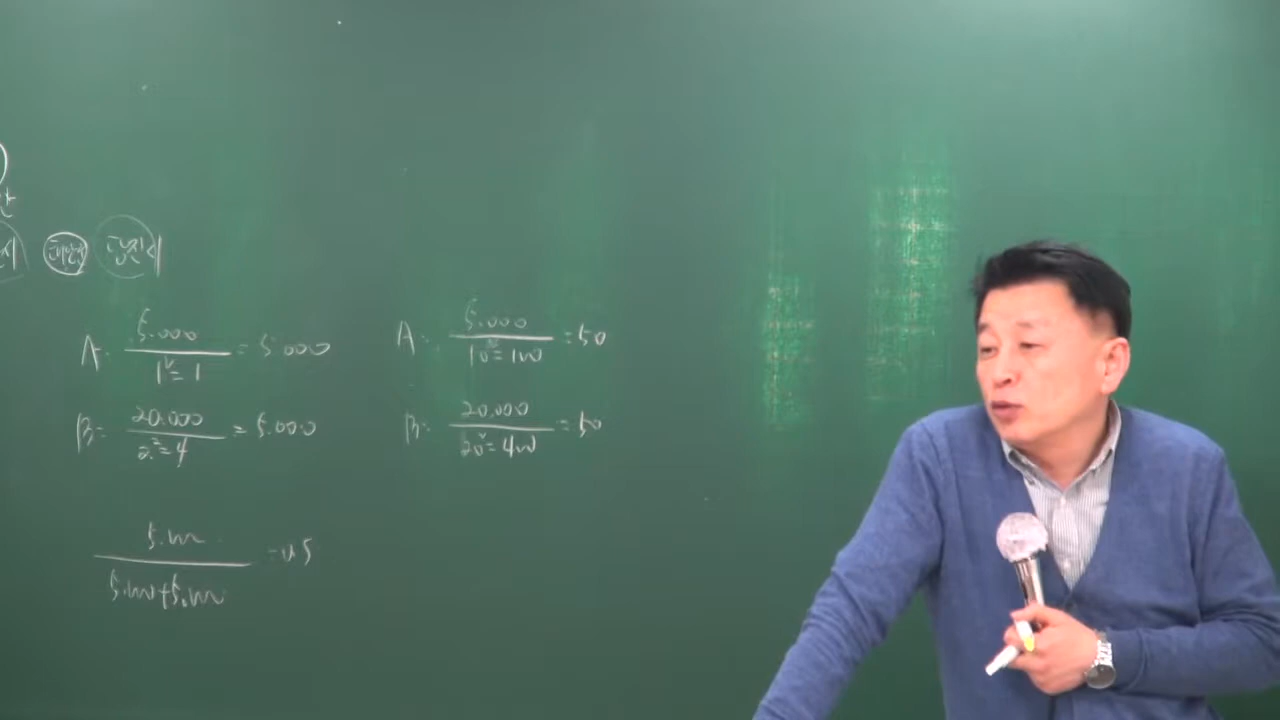 A: 5.000 / 1²=1 = 5.000
B: 20.000 / 2²=4 = 5.000
5.000 / 5.000+5.000 = 0.5
A: 5.000 / 10²=100 = 50
B: 20.000 / 20²=400 = 50